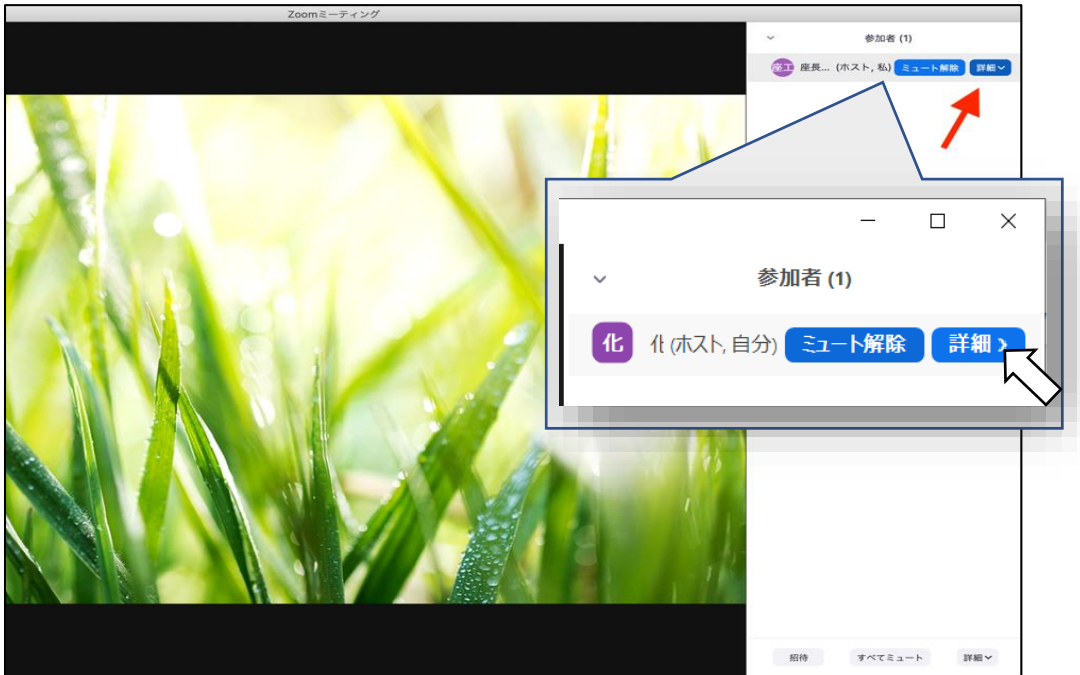 Zoomミーティング
参加者 (1)
座工 座長... (ホスト, 私) ミュート解除 詳細
参加者 (1)
化 化 (ホスト, 自分) ミュート解除 詳細
招待 すべてミュート 詳細